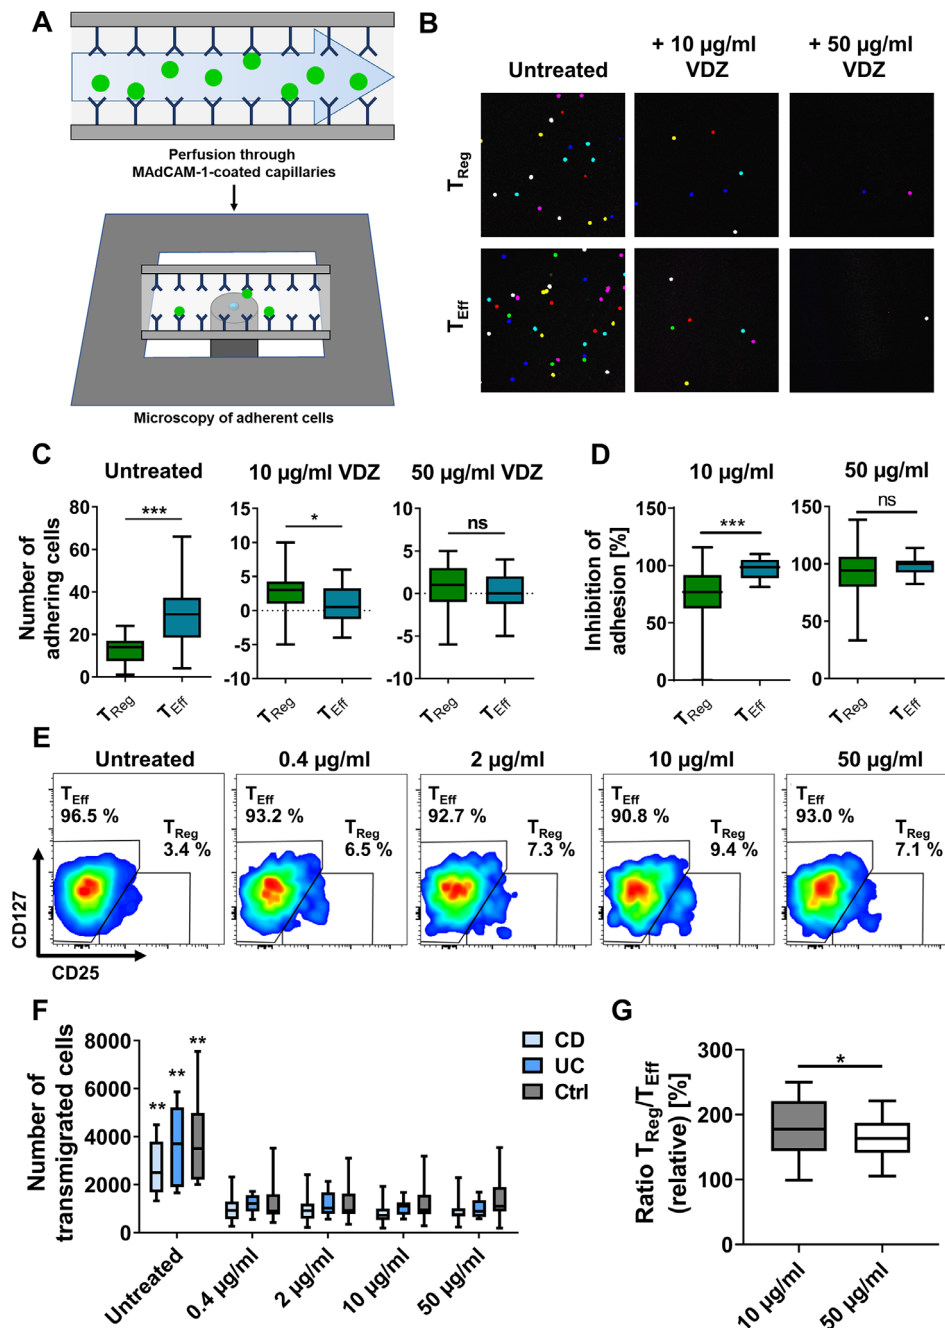 A
Perfusion through
MAdCAM-1-coated capillaries
Microscopy of adherent cells
B
Untreated
+ 10 µg/ml
VDZ
+ 50 µg/ml
VDZ
TReg
TEff
C
Untreated
10 µg/ml VDZ
50 µg/ml VDZ
Number of
adhering cells
80
60
40
20
0
***
TReg
TEff
15
10
5
0
-5
-10
*
TReg
TEff
10
5
0
-5
-10
ns
TReg
TEff
D
10 µg/ml
50 µg/ml
Inhibition of
adhesion [%]
150
100
50
0
***
TReg
TEff
150
100
50
0
ns
TReg
TEff
E
Untreated
0.4 µg/ml
2 µg/ml
10 µg/ml
50 µg/ml
TEff
96.5 %
TReg
3.4 %
TEff
93.2 %
TReg
6.5 %
TEff
92.7 %
TReg
7.3 %
TEff
90.8 %
TReg
9.4 %
TEff
93.0 %
TReg
7.1 %
CD127
CD25
F
Number of
transmigrated cells
8000
6000
4000
2000
0
**
**
**
CD
UC
Ctrl
Untreated
0.4 µg/ml
2 µg/ml
10 µg/ml
50 µg/ml
G
Ratio TReg/TEff
(relative) [%]
300
200
100
0
*
10 µg/ml
50 µg/ml